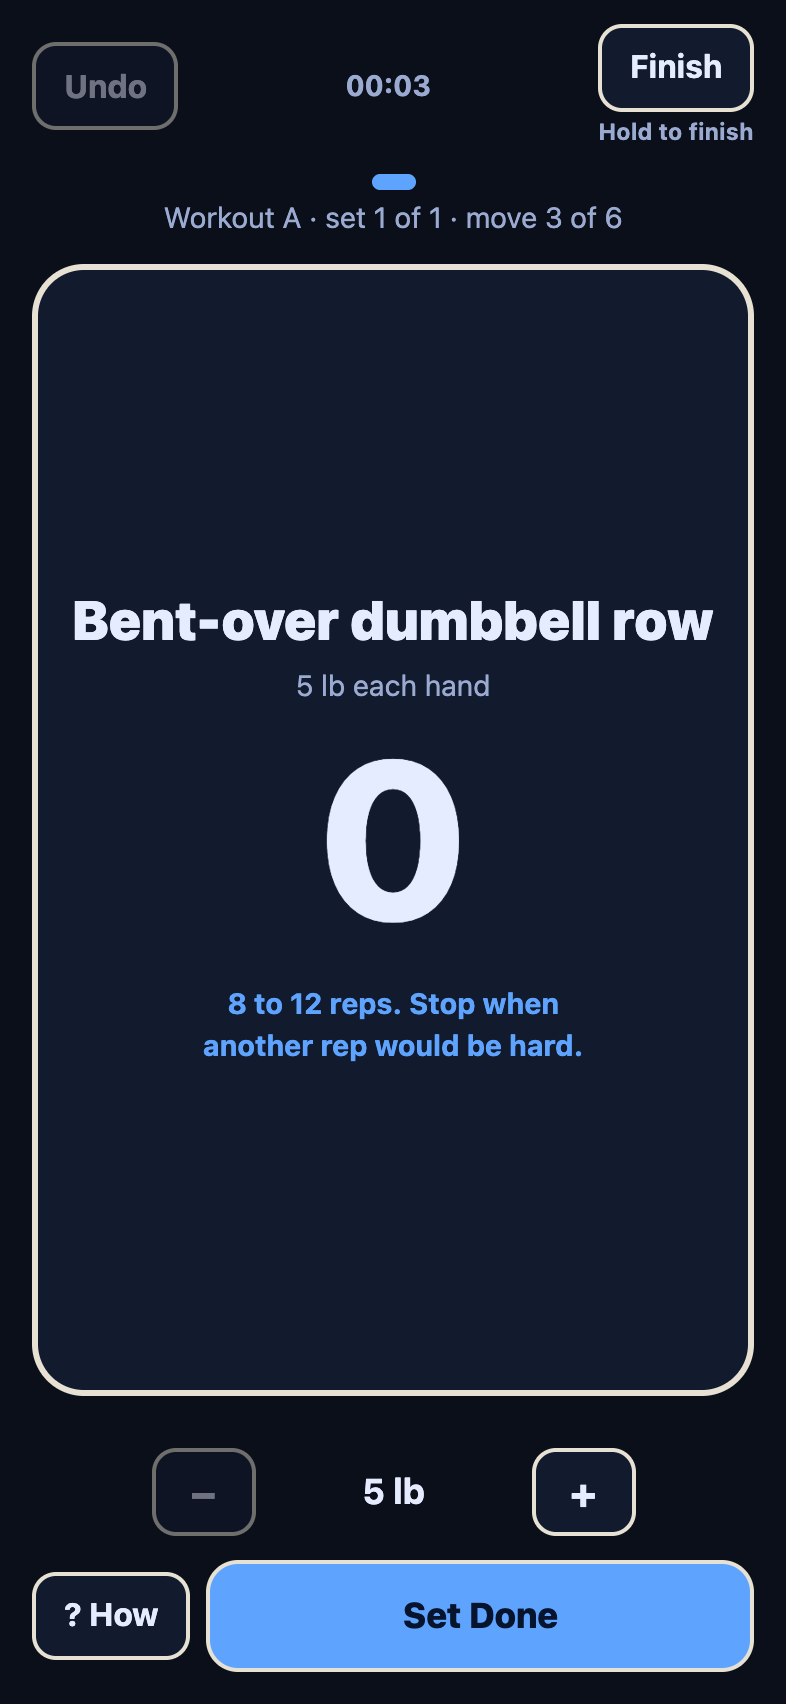 Undo
00:03
Finish
Hold to finish
Workout A · set 1 of 1 · move 3 of 6
Bent-over dumbbell row
5 lb each hand
0
8 to 12 reps. Stop when
another rep would be hard.
–
5 lb
+
? How
Set Done